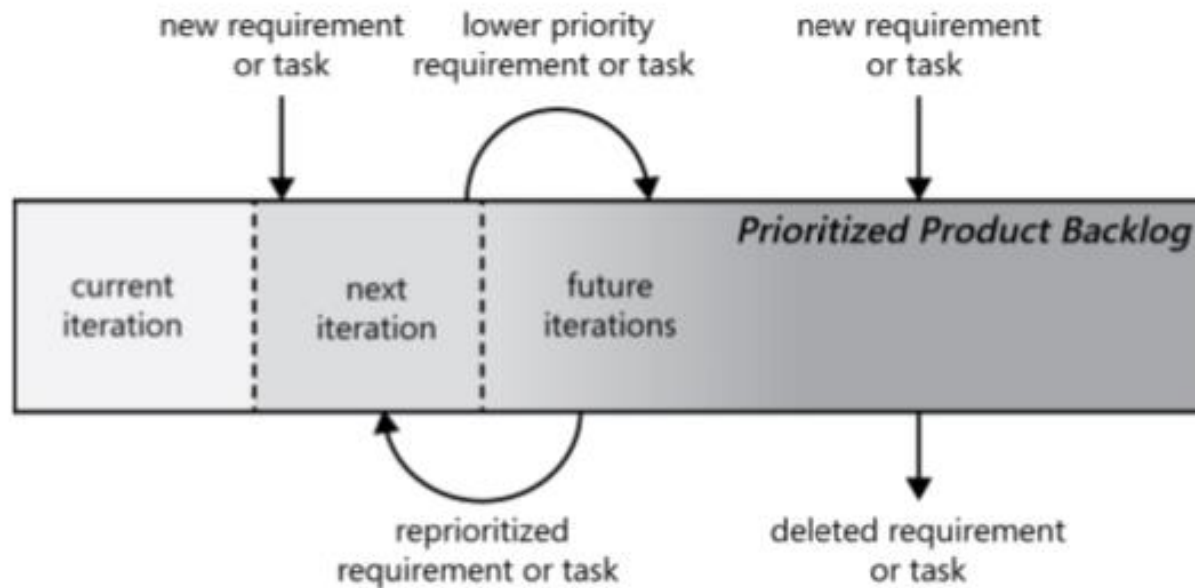 new requirement
or task
lower priority
requirement or task
new requirement
or task
Prioritized Product Backlog
current
iteration
next
iteration
future
iterations
reprioritized
requirement or task
deleted requirement
or task